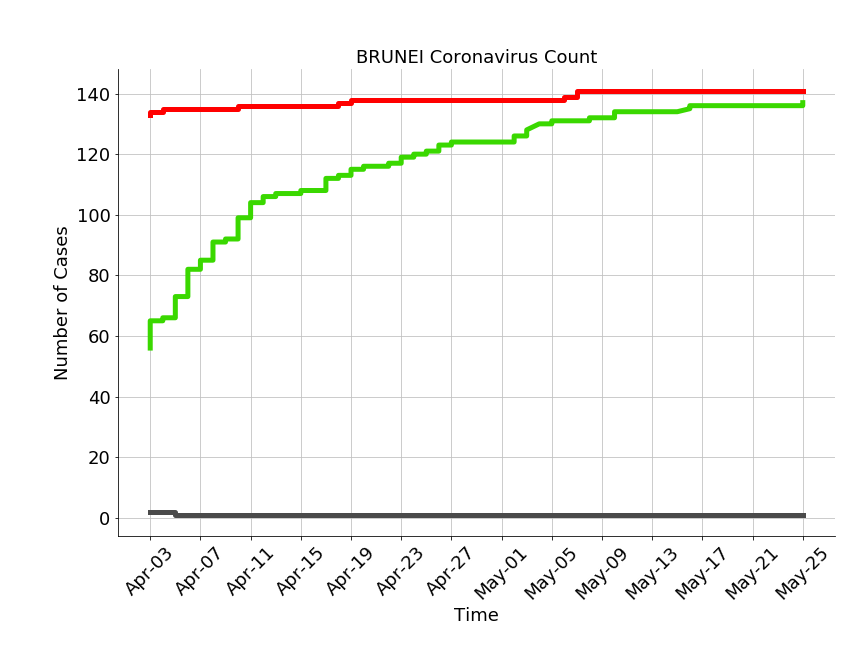 BRUNEI Coronavirus Count
140
120
100
80
60
40
20
0
Number of Cases
Apr-03
Apr-07
Apr-11
Apr-15
Apr-19
Apr-23
Apr-27
May-01
May-05
May-09
May-13
May-17
May-21
May-25
Time